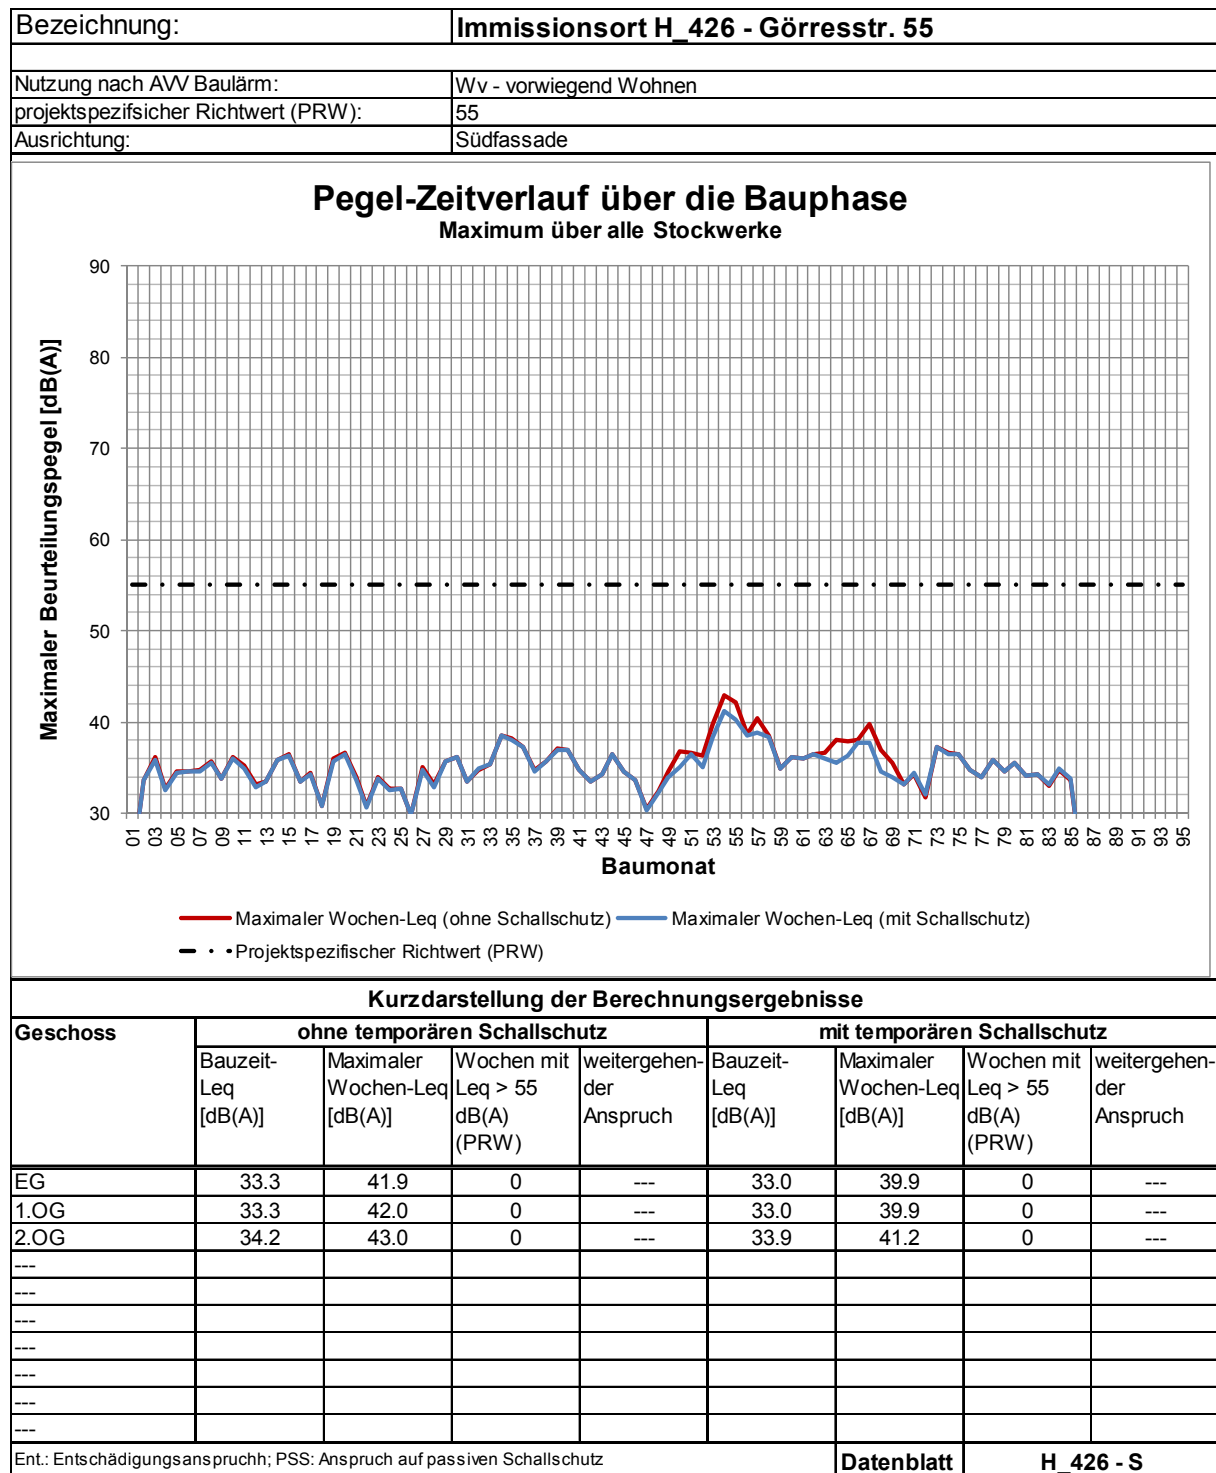 Bezeichnung: Immissionsort H_426 - Görresstr. 55
Nutzung nach AVV Baulärm: Wv - vorwiegend Wohnen
projektspezifsicher Richtwert (PRW): 55
Ausrichtung: Südfassade
Pegel-Zeitverlauf über die Bauphase
Maximum über alle Stockwerke
Maximaler Beurteilungspegel [dB(A)]
90
80
70
60
50
40
30
01 03 05 07 09 11 13 15 17 19 21 23 25 27 29 31 33 35 37 39 41 43 45 47 49 51 53 55 57 59 61 63 65 67 69 71 73 75 77 79 81 83 85 87 89 91 93 95
Baumonat
Maximaler Wochen-Leq (ohne Schallschutz) Maximaler Wochen-Leq (mit Schallschutz)
Projektspezifischer Richtwert (PRW)
Kurzdarstellung der Berechnungsergebnisse
Geschoss ohne temporären Schallschutz mit temporären Schallschutz
Bauzeit- Maximaler Wochen mit weitergehen- Bauzeit- Maximaler Wochen mit weitergehen-
Leq Wochen-Leq Leq > 55 der Leq Wochen-Leq Leq > 55 der
[dB(A)] [dB(A)] dB(A) Anspruch [dB(A)] [dB(A)] dB(A) Anspruch
(PRW) (PRW)
EG 33.3 41.9 0 --- 33.0 39.9 0 ---
1.OG 33.3 42.0 0 --- 33.0 39.9 0 ---
2.OG 34.2 43.0 0 --- 33.9 41.2 0 ---
---
---
---
---
---
---
---
Ent.: Entschädigungsanspruchh; PSS: Anspruch auf passiven Schallschutz Datenblatt H_426 - S